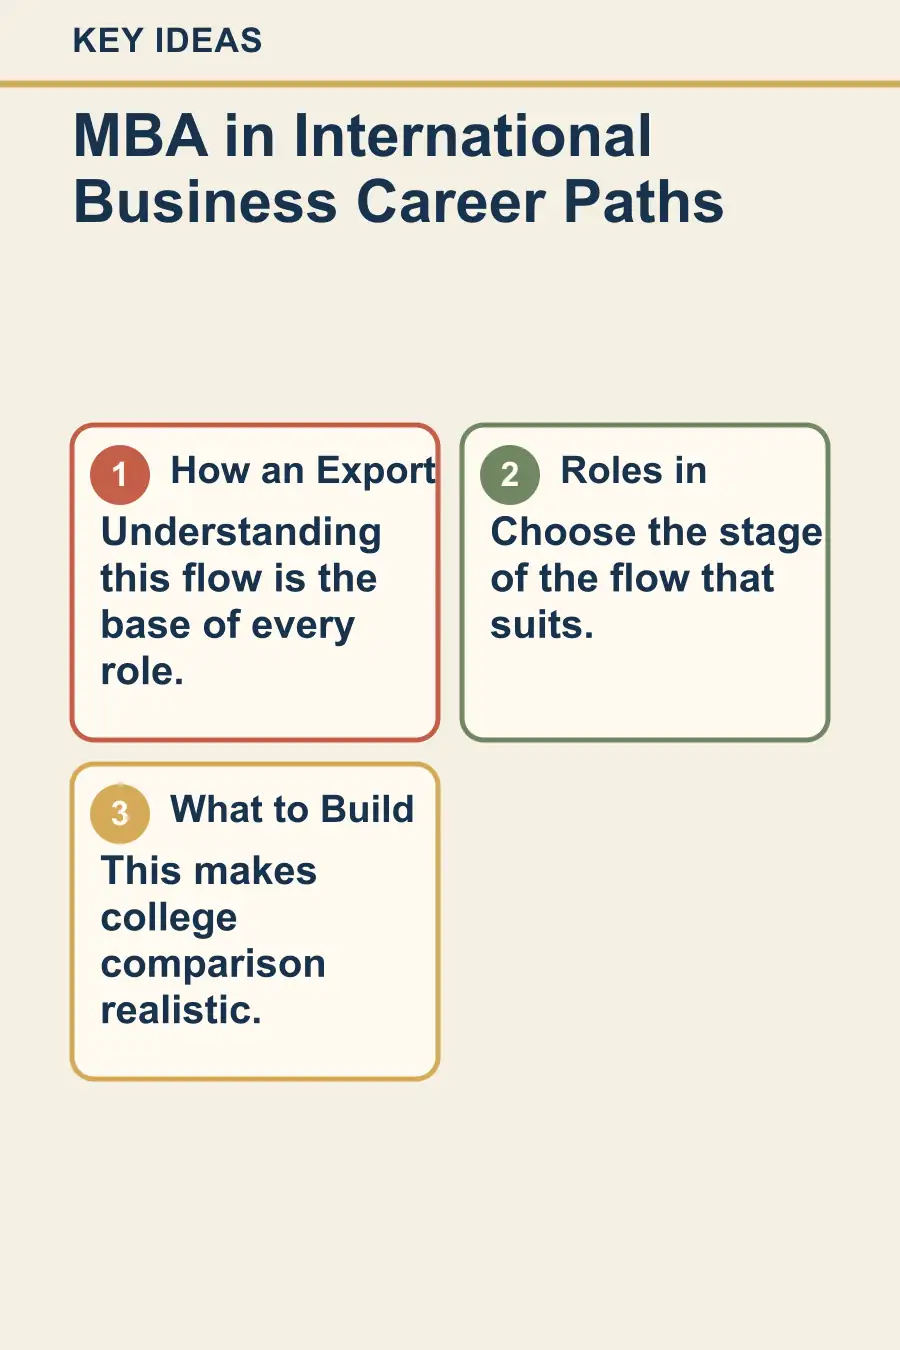 KEY IDEAS
MBA in International
Business Career Paths
1
How an Export
Understanding
this flow is the
base of every
role.
2
Roles in
Choose the stage
of the flow that
suits.
3
What to Build
This makes
college
comparison
realistic.